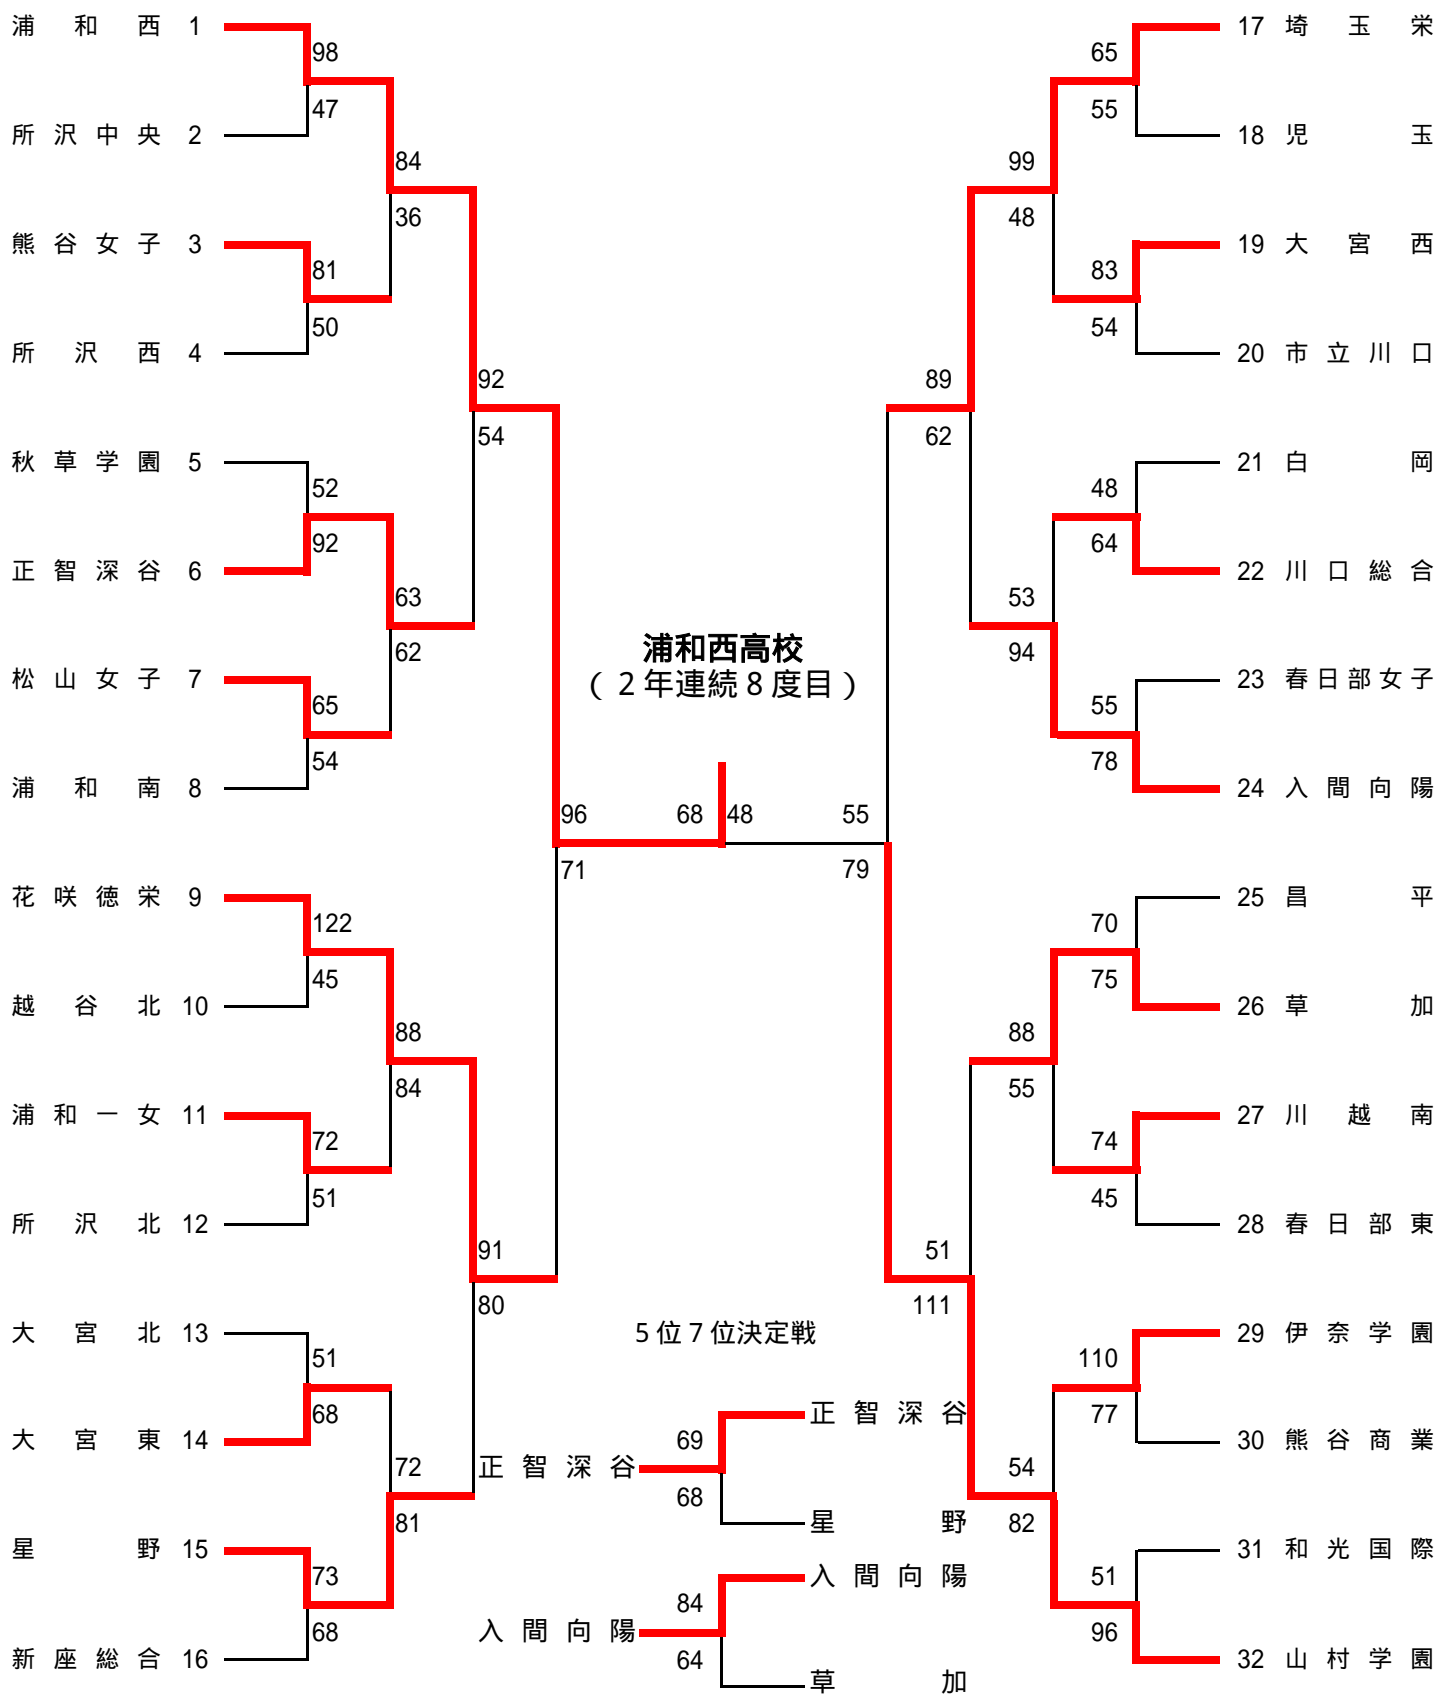 浦和西 1
98
47
所沢中央 2
84
36
熊谷女子 3
81
50
所沢西 4
92
54
秋草学園 5
52
92
正智深谷 6
63
62
松山女子 7
65
54
浦和南 8
96
71
花咲徳栄 9
122
45
越谷北 10
88
84
浦和一女 11
72
51
所沢北 12
91
80
大宮北 13
51
68
大宮東 14
72
81
星野 15
73
68
新座総合 16
浦和西高校
(2年連続8度目)
68 48
17 埼玉栄
65
55
18 児玉
99
48
19 大宮西
83
54
20 市立川口
89
62
21 白岡
48
64
22 川口総合
53
94
23 春日部女子
55
78
24 入間向陽
55
79
25 昌平
70
75
26 草加
88
55
27 川越南
74
45
28 春日部東
51
111
29 伊奈学園
110
77
30 熊谷商業
54
82
31 和光国際
51
96
32 山村学園
5位7位決定戦
正智深谷
69
正智深谷
68
星野
入間向陽
84
入間向陽
64
草加